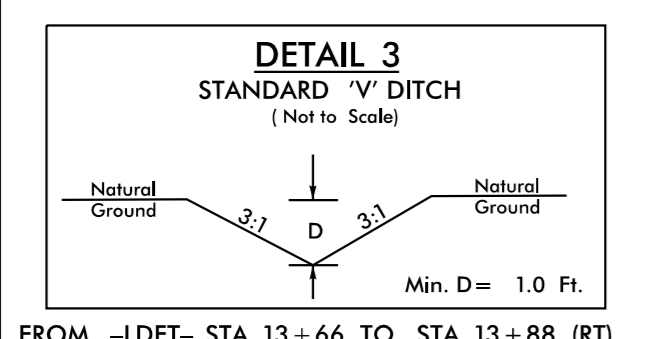 DETAIL 3
STANDARD 'V' DITCH
( Not to Scale)
Natural
Ground
3:1
D
3:1
Natural
Ground
Min. D= 1.0 Ft.
FROM -LDET- STA. 13+66 TO STA. 13+88 (RT)